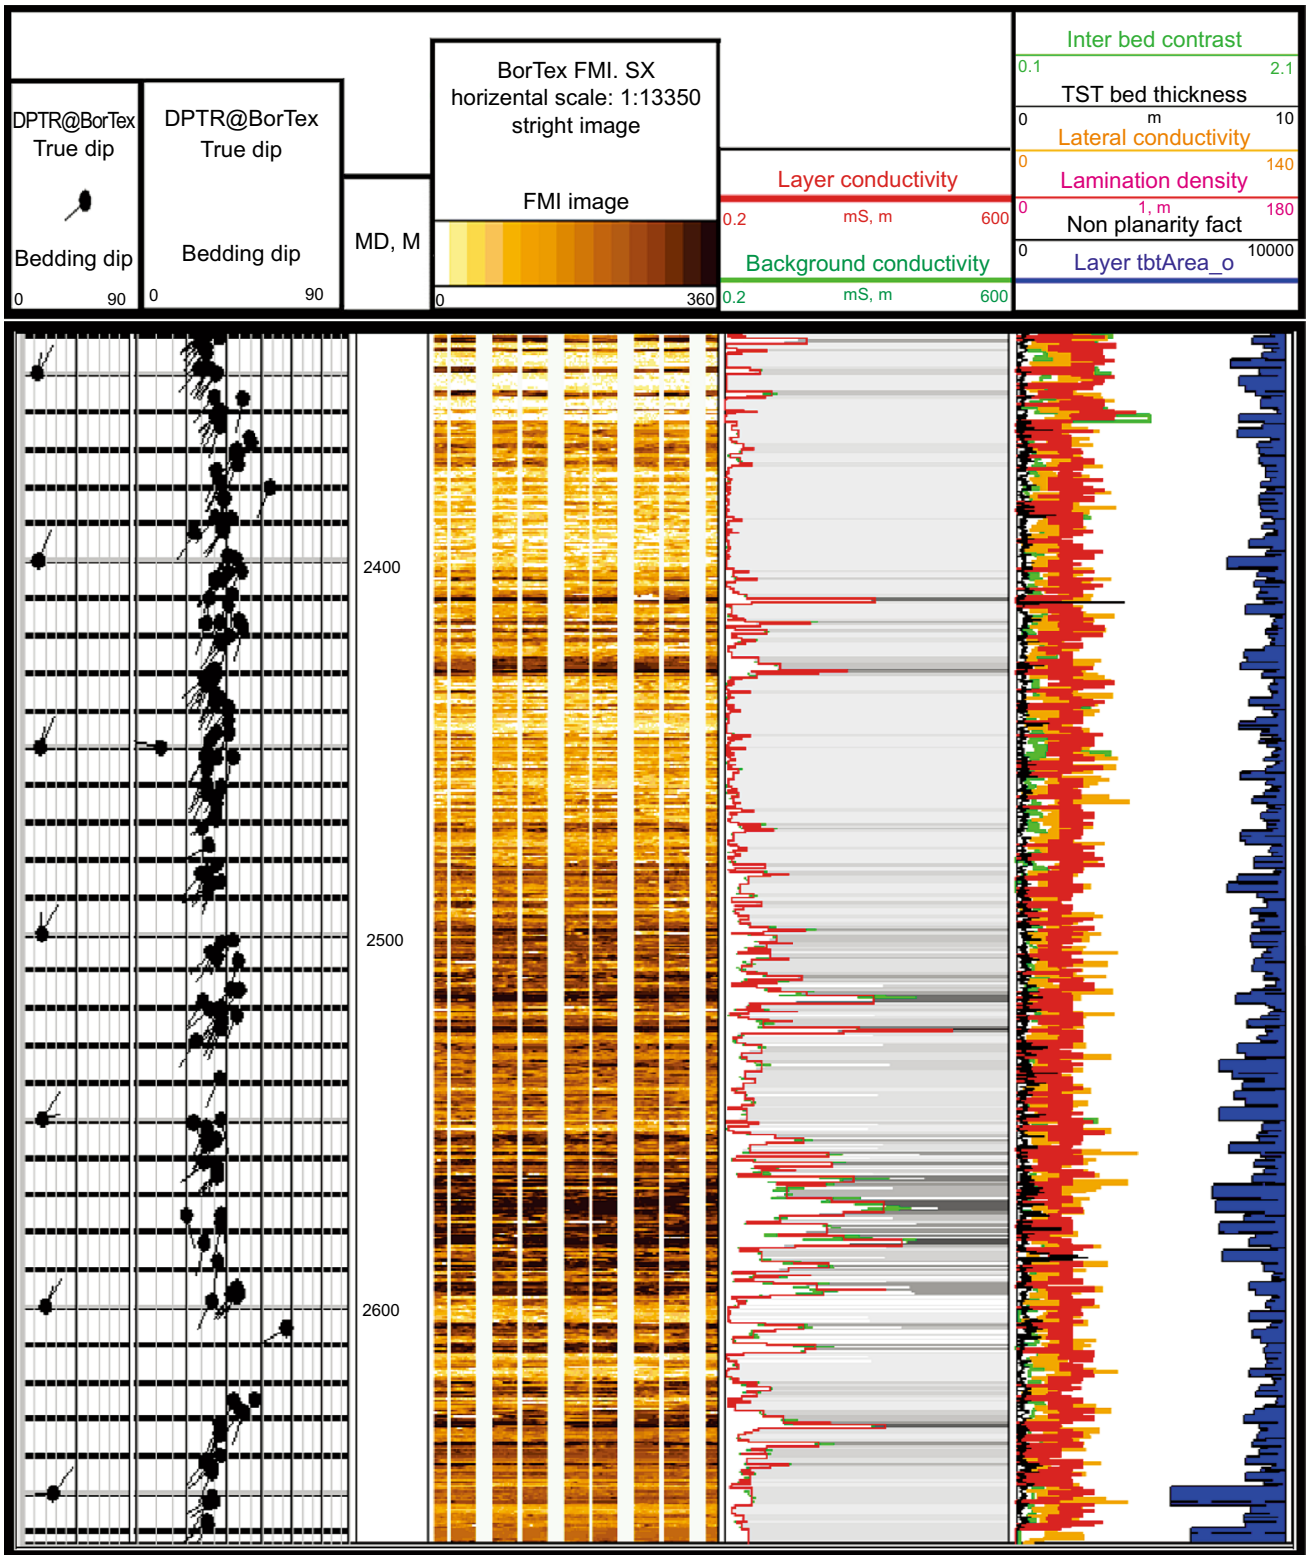 DPTR@BorTex
True dip
Bedding dip
0 90
DPTR@BorTex
True dip
Bedding dip
0 90
MD, M
BorTex FMI. SX
horizental scale: 1:13350
stright image
FMI image
0 360
Layer conductivity
0.2 mS, m 600
Background conductivity
0.2 mS, m 600
Inter bed contrast
0.1 2.1
TST bed thickness
0 m 10
Lateral conductivity
0 140
Lamination density
0 1, m 180
Non planarity fact
0 10000
Layer tbtArea_o
2400
2500
2600